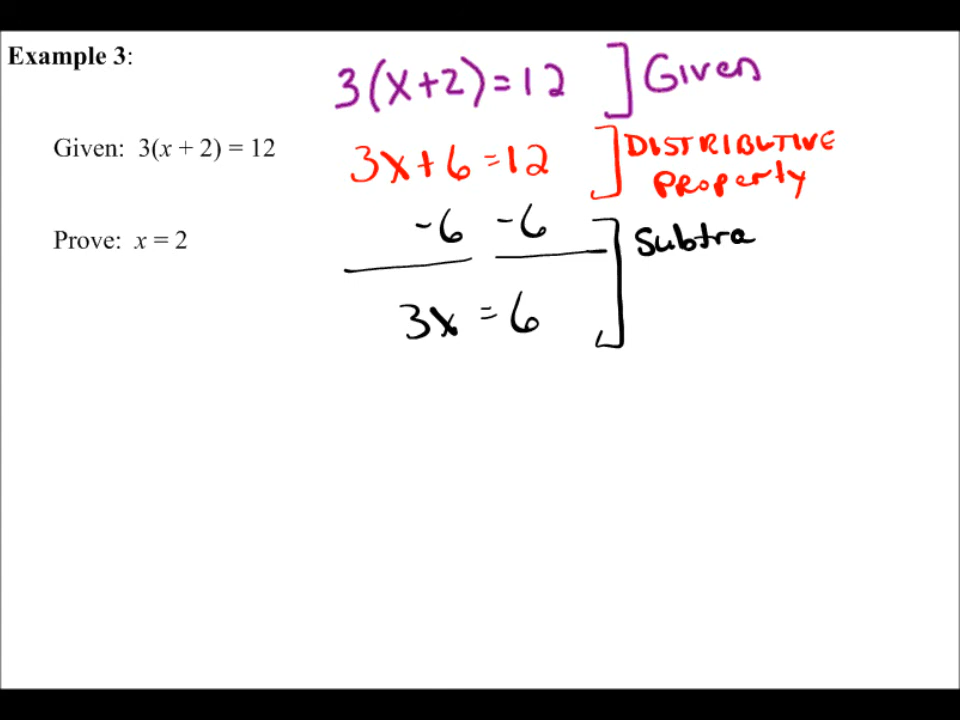 Example 3:
3(x+2)=12 ] Given
Given: 3(x + 2) = 12
3x+6=12 ] DISTRIBUTIVE
Property
Prove: x = 2
-6 -6 ] Subtra
3x = 6